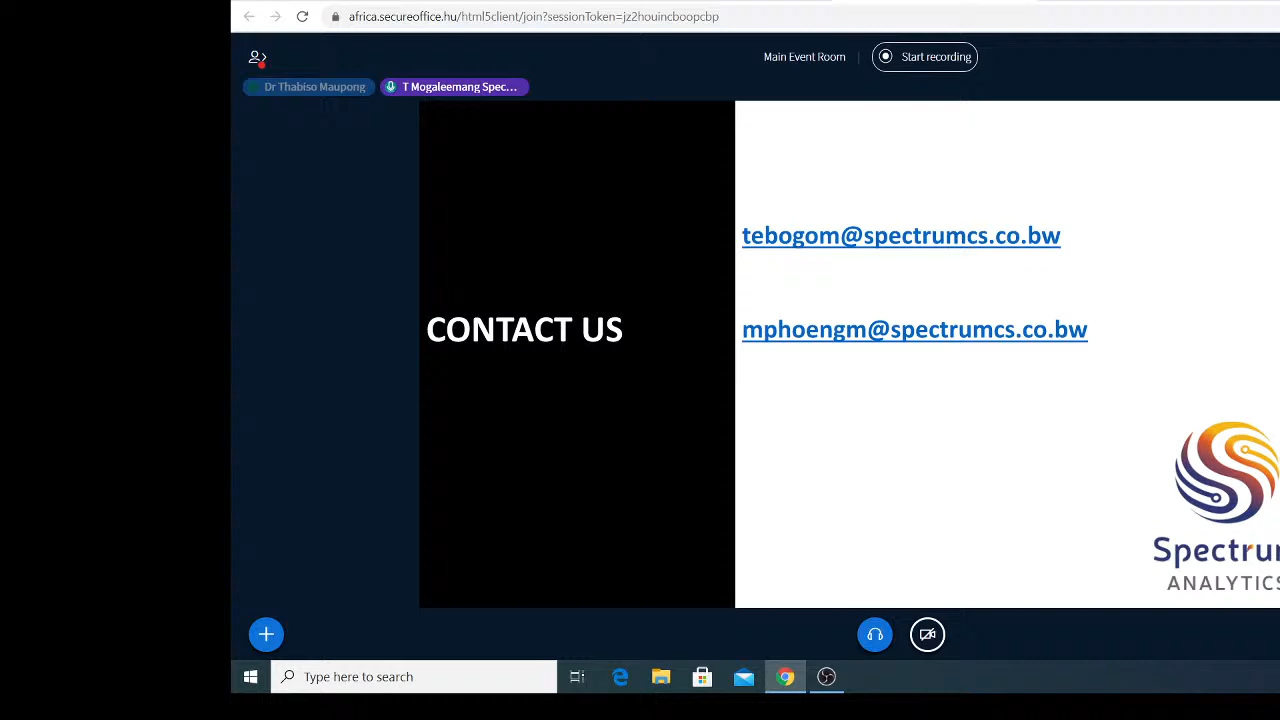 africa.secureoffice.hu/html5client/join?sessionToken=jz2houincboopcbp
Main Event Room
Start recording
Dr Thabiso Maupong
T Mogaleemang Spec...
tebogom@spectrumcs.co.bw
CONTACT US
mphoengm@spectrumcs.co.bw
Spectru
ANALYTICS
Type here to search